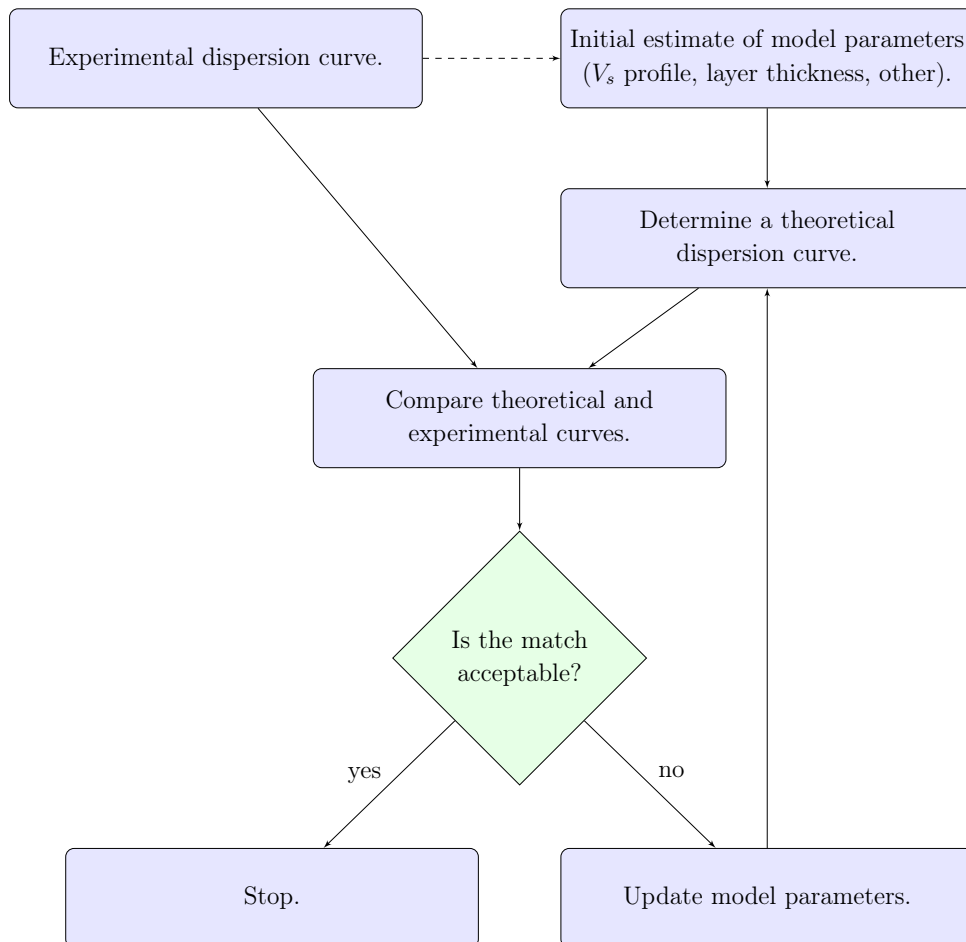 Experimental dispersion curve.
Initial estimate of model parameters
(V_s profile, layer thickness, other).
Determine a theoretical
dispersion curve.
Compare theoretical and
experimental curves.
Is the match
acceptable?
yes
no
Stop.
Update model parameters.